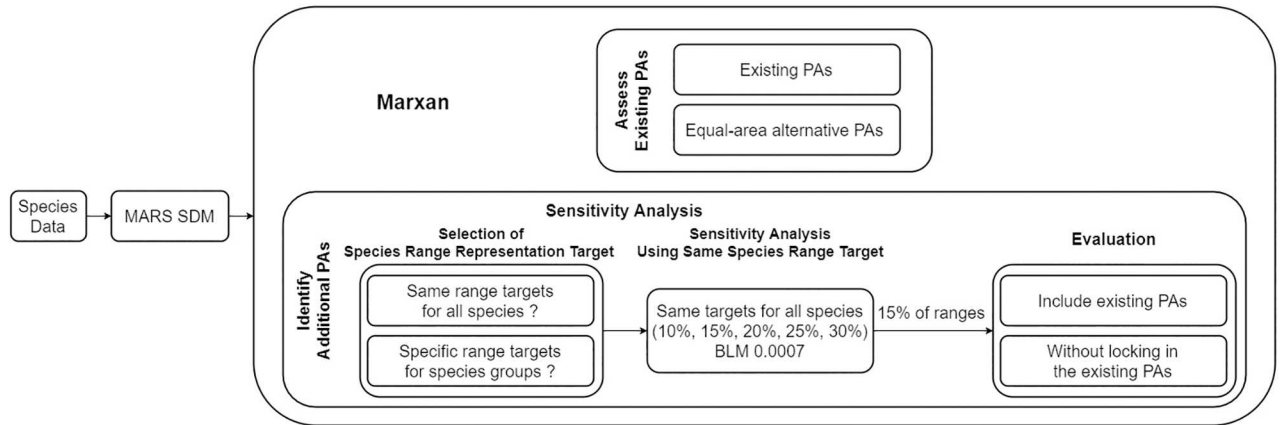 Species
Data
MARS SDM
Marxan
Assess
Existing PAs
Existing PAs
Equal-area alternative PAs
Identify
Additional PAs
Sensitivity Analysis
Selection of
Species Range Representation Target
Same range targets
for all species ?
Specific range targets
for species groups ?
Sensitivity Analysis
Using Same Species Range Target
Same targets for all species
(10%, 15%, 20%, 25%, 30%)
BLM 0.0007
15% of ranges
Evaluation
Include existing PAs
Without locking in
the existing PAs